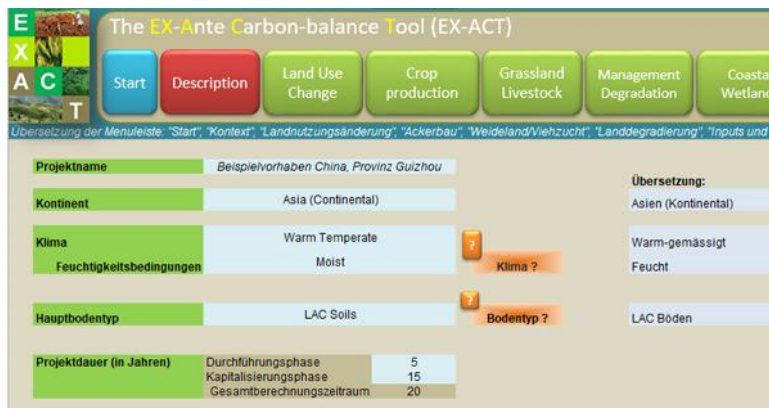 E
X
A C
T
The EX-Ante Carbon-balance Tool (EX-ACT)
Start
Description
Land Use
Change
Crop
production
Grassland
Livestock
Management
Degradation
Coasta
Wetlan
Übersetzung der Menuleiste: "Start", "Kontext", "Landnutzungsänderung", "Ackerbau", "Weideland/Viehzucht", "Landdegradierung", "Inputs und
Projektname Beispielvorhaben China, Provinz Guizhou
Übersetzung:
Kontinent Asia (Continental) Asien (Kontinental)
Klima Warm Temperate ? Warm-gemässigt
Feuchtigkeitsbedingungen Moist Klima ? Feucht
?
Hauptbodentyp LAC Soils Bodentyp ? LAC Böden
Projektdauer (in Jahren) Durchführungsphase 5
Kapitalisierungsphase 15
Gesamtberechnungszeitraum 20